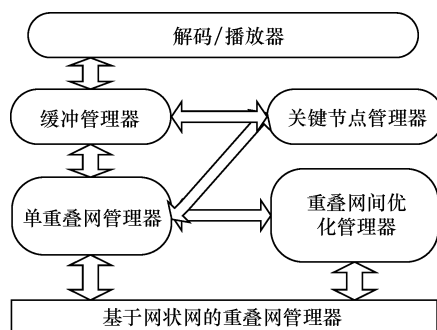 解码/播放器
缓冲管理器
关键节点管理器
单重叠网管理器
重叠网间优
化管理器
基于网状网的重叠网管理器